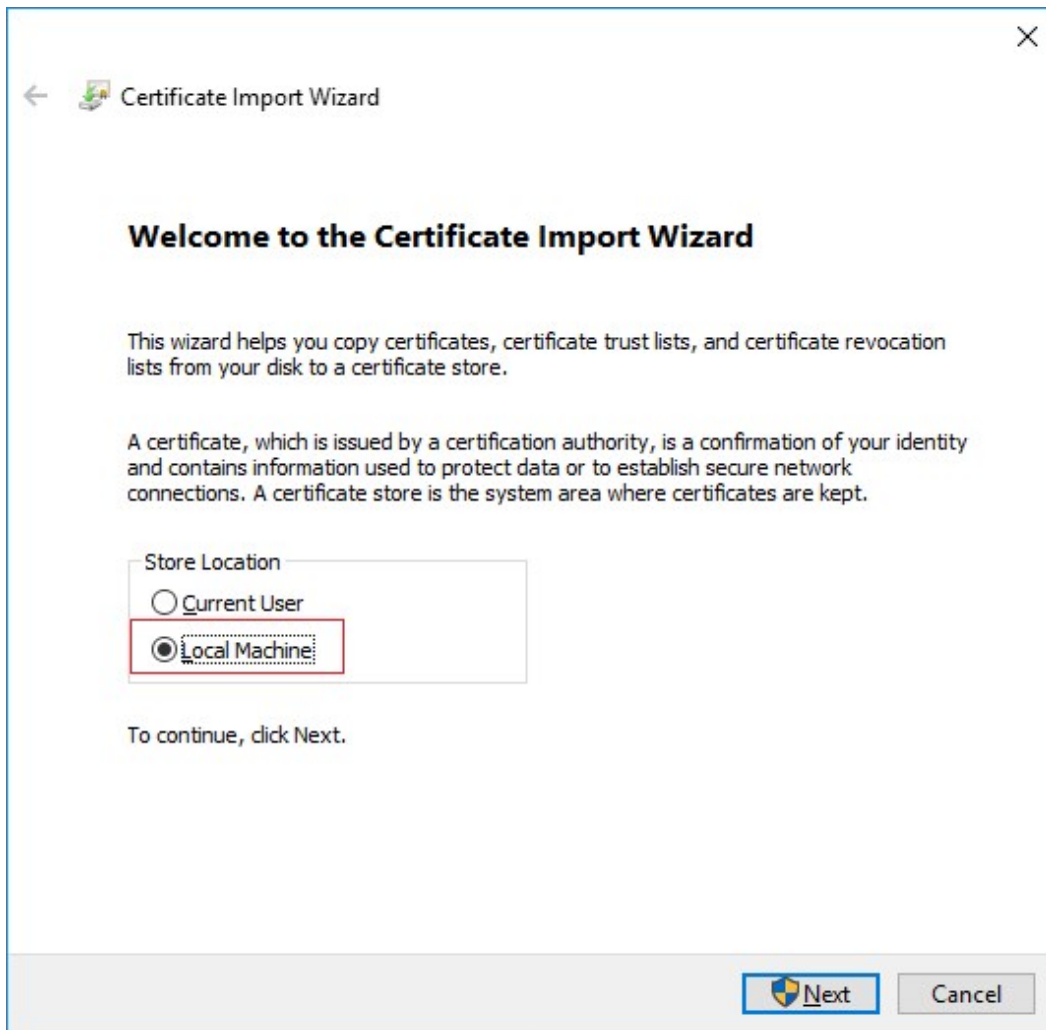 Certificate Import Wizard
Welcome to the Certificate Import Wizard
This wizard helps you copy certificates, certificate trust lists, and certificate revocation
lists from your disk to a certificate store.
A certificate, which is issued by a certification authority, is a confirmation of your identity
and contains information used to protect data or to establish secure network
connections. A certificate store is the system area where certificates are kept.
Store Location
Current User
Local Machine
To continue, click Next.
Next
Cancel